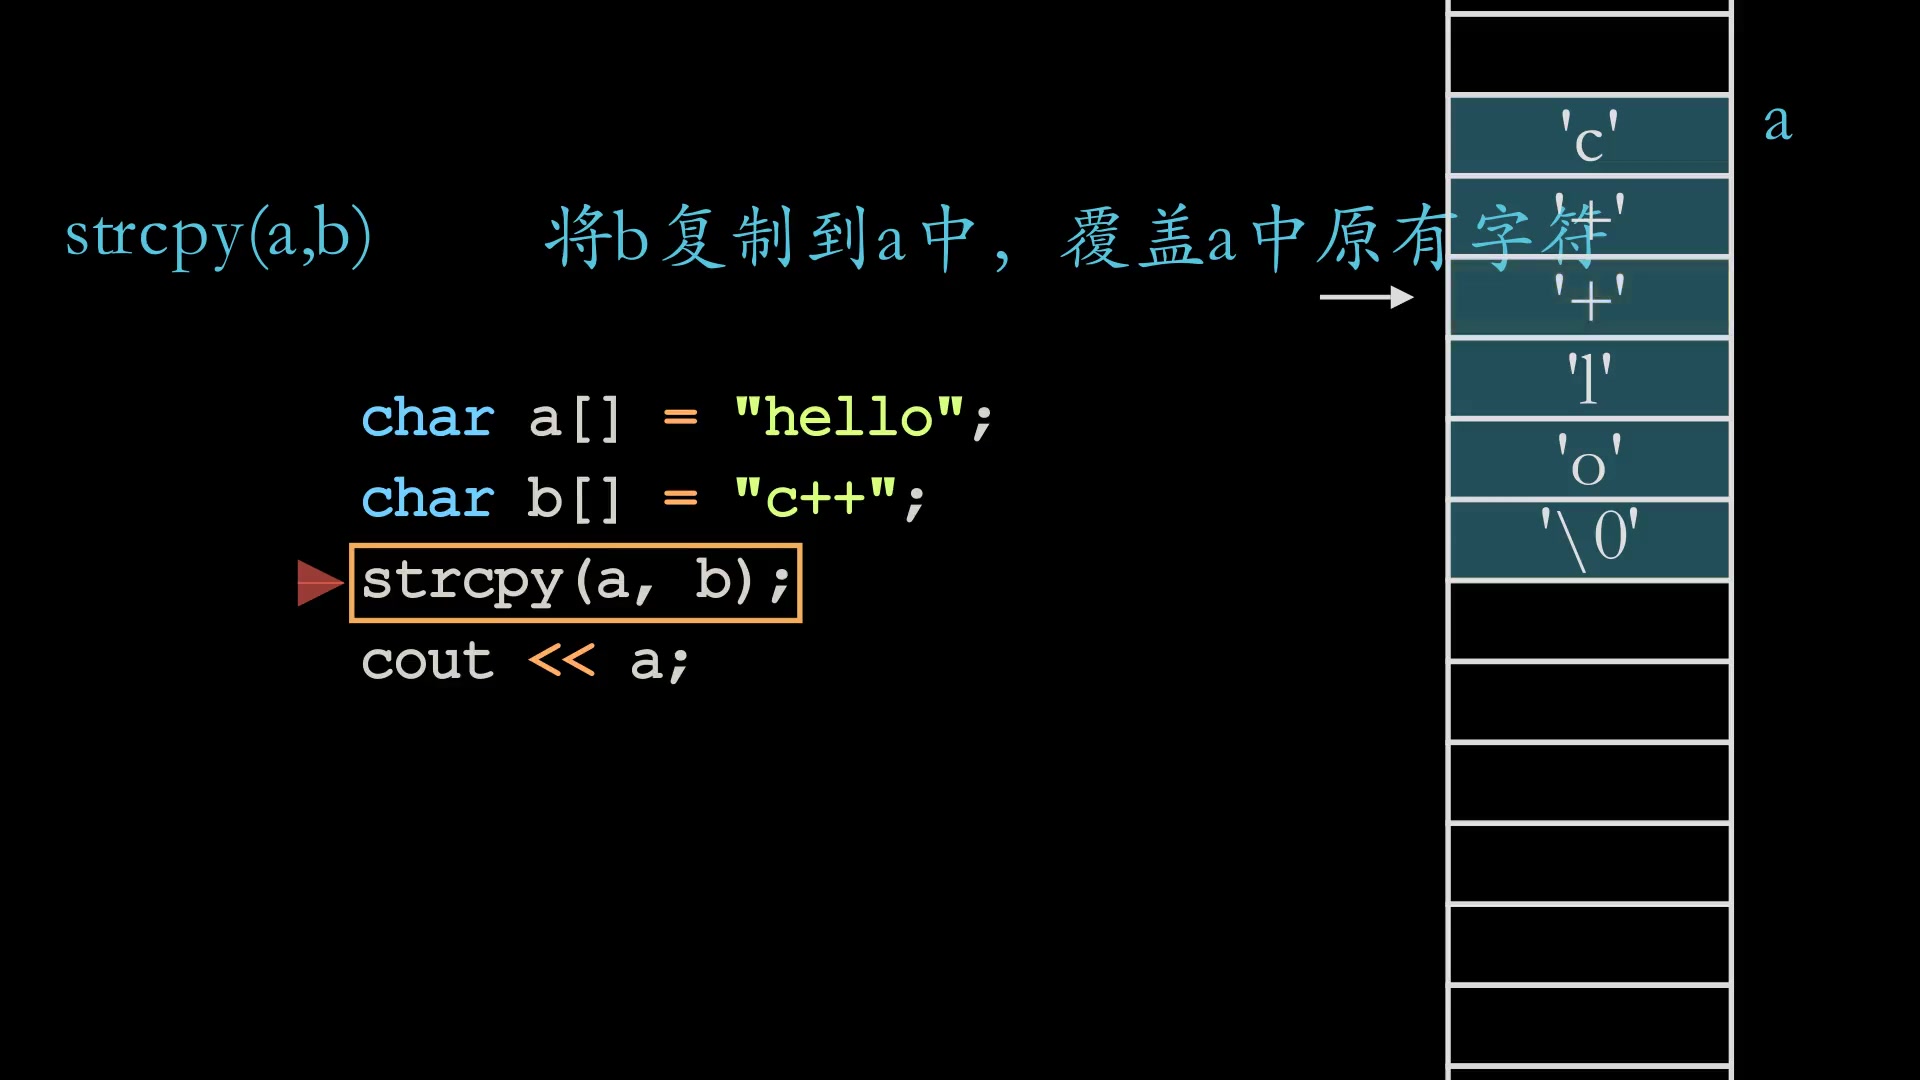 strcpy(a,b) 将b复制到a中，覆盖a中原有字符
char a[] = "hello";
char b[] = "c++";
strcpy(a, b);
cout << a;
a
'c'
'+'
'+'
'l'
'o'
'\0'